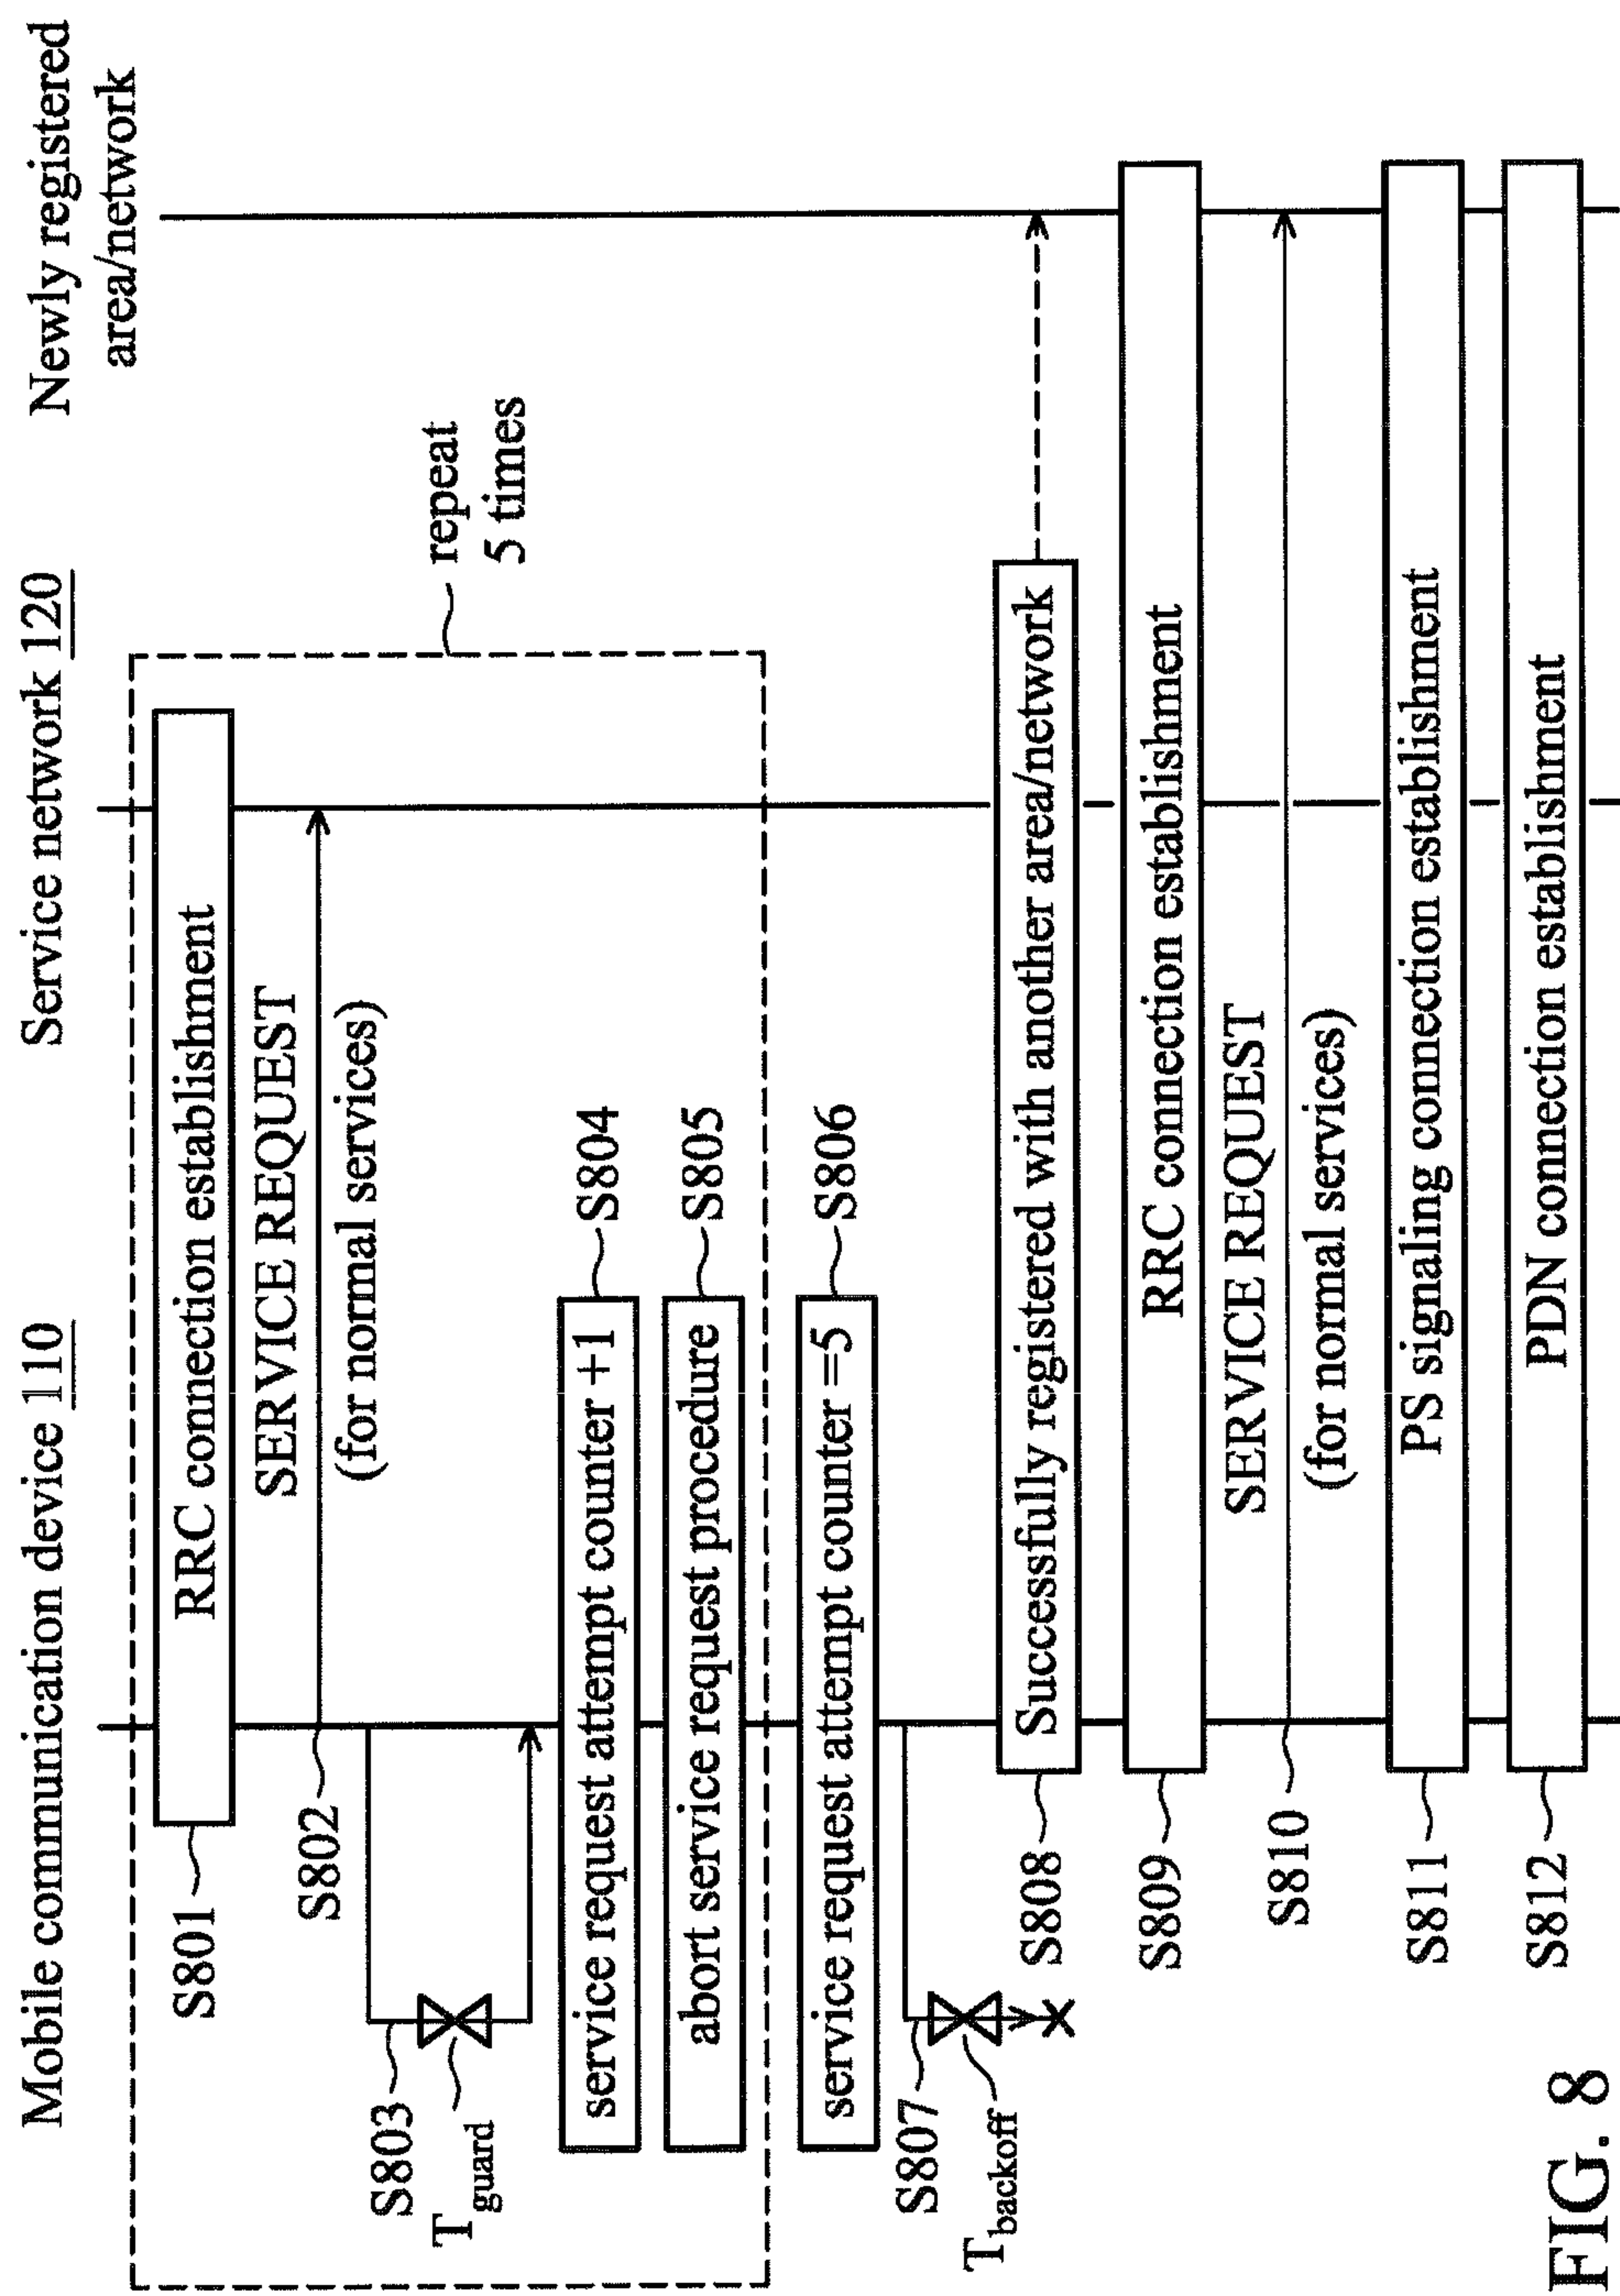 Mobile communication device 110
Service network 120
Newly registered
area/network
repeat
5 times
S801
RRC connection establishment
SERVICE REQUEST
S802
(for normal services)
S803
T guard
service request attempt counter +1
S804
abort service request procedure
S805
service request attempt counter =5
S806
S807
T backoff
S808
Successfully registered with another area/network
S809
RRC connection establishment
SERVICE REQUEST
S810
(for normal services)
S811
PS signaling connection establishment
S812
PDN connection establishment
FIG. 8